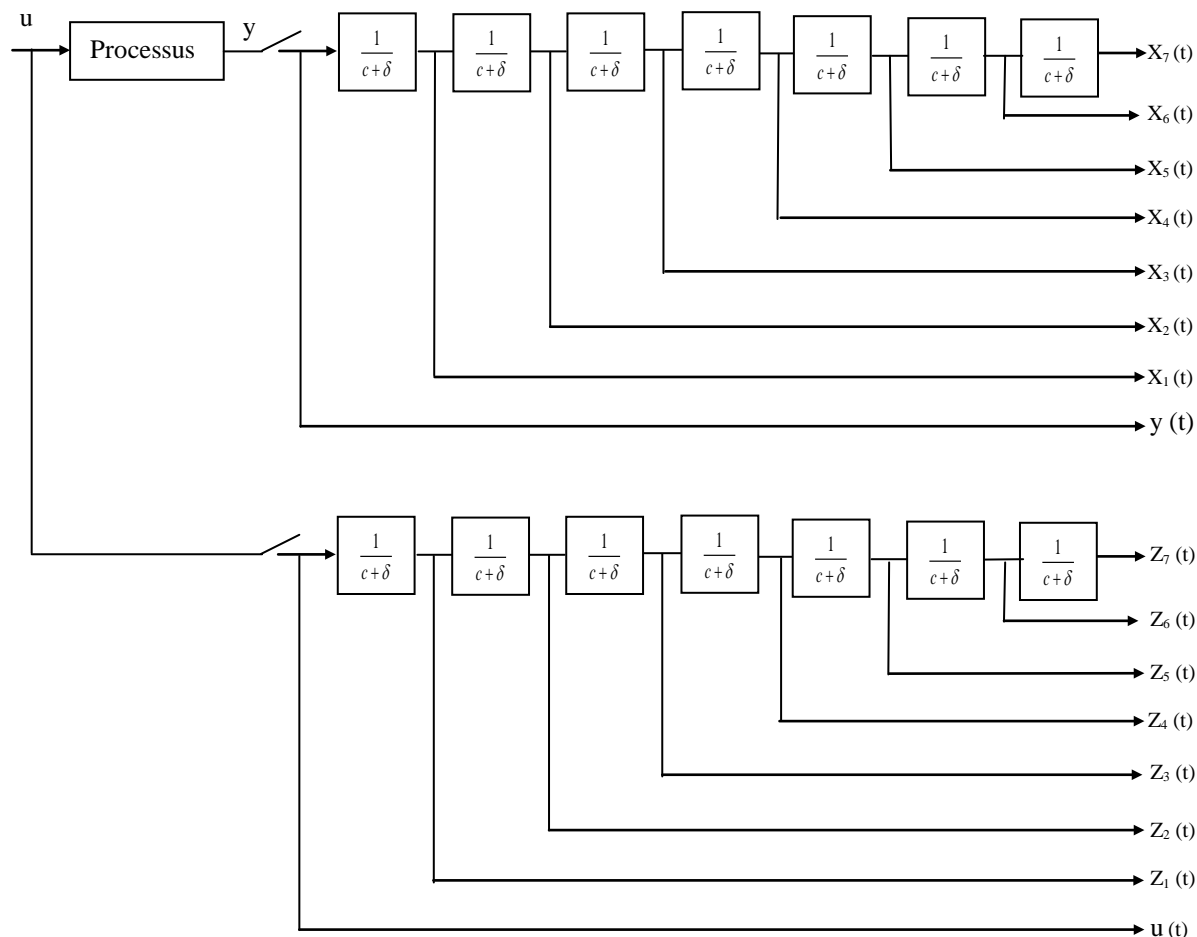 u
y
Processus
1 1 1 1 1 1 1
c+δ c+δ c+δ c+δ c+δ c+δ c+δ
X₇ (t)
X₆ (t)
X₅ (t)
X₄ (t)
X₃ (t)
X₂ (t)
X₁ (t)
y (t)
1 1 1 1 1 1 1
c+δ c+δ c+δ c+δ c+δ c+δ c+δ
Z₇ (t)
Z₆ (t)
Z₅ (t)
Z₄ (t)
Z₃ (t)
Z₂ (t)
Z₁ (t)
u (t)